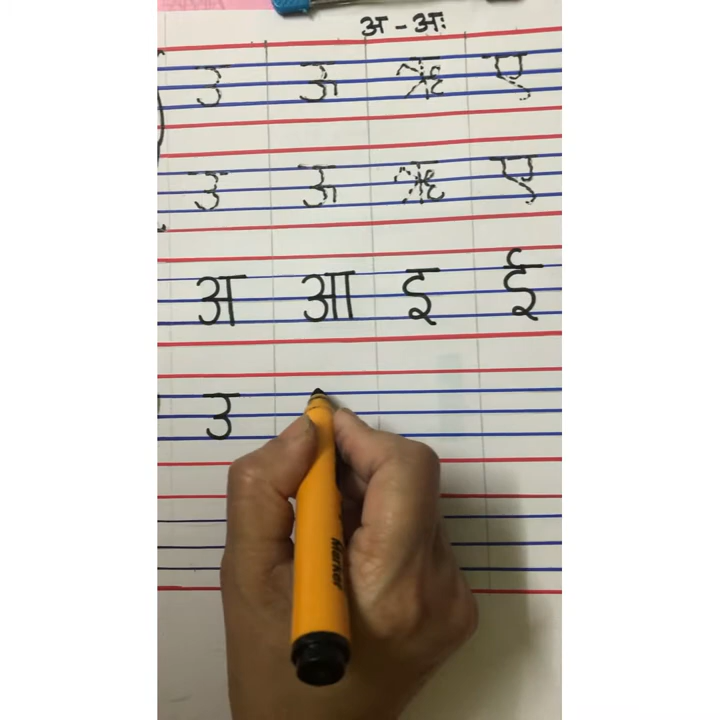 अ - अः
उ ऊ ऋ ए
उ ऊ ऋ ए
अ आ इ ई
उ
Marker